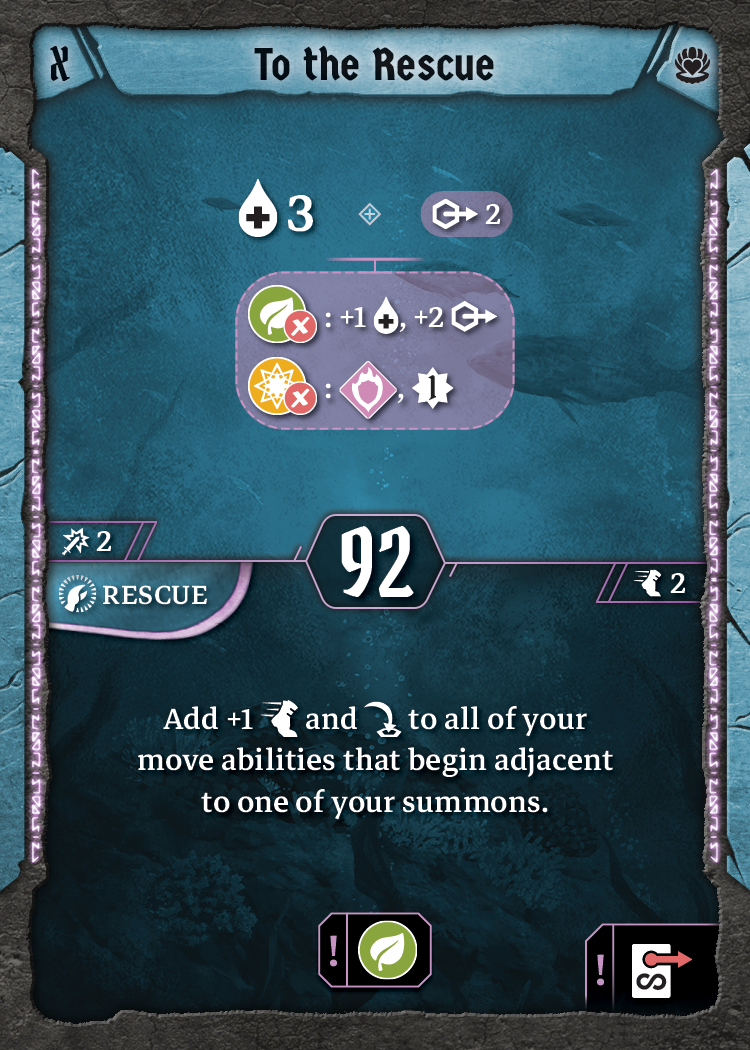 To the Rescue
3
2
: +1 , +2
: , 1
2
92
RESCUE
2
Add +1 and to all of your
move abilities that begin adjacent
to one of your summons.
!
!